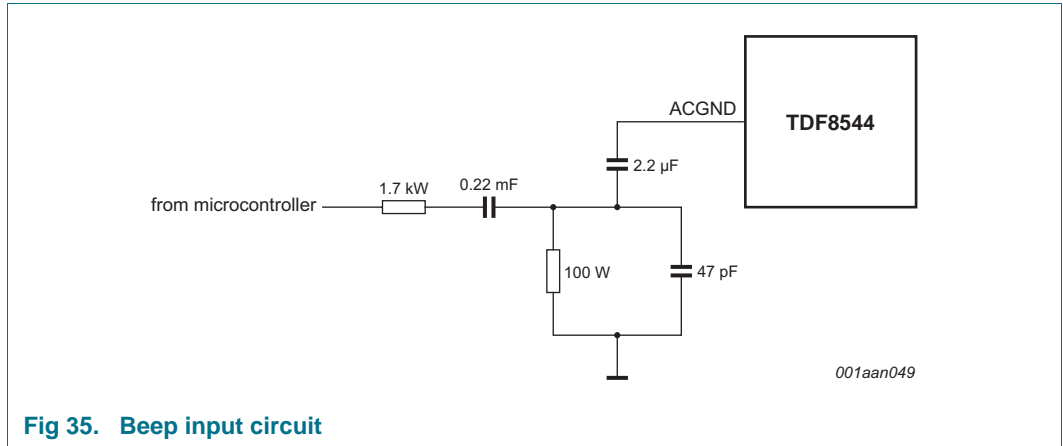 ACGND
TDF8544
2.2 µF
1.7 kW
0.22 mF
from microcontroller
100 W
47 pF
001aan049
Fig 35. Beep input circuit